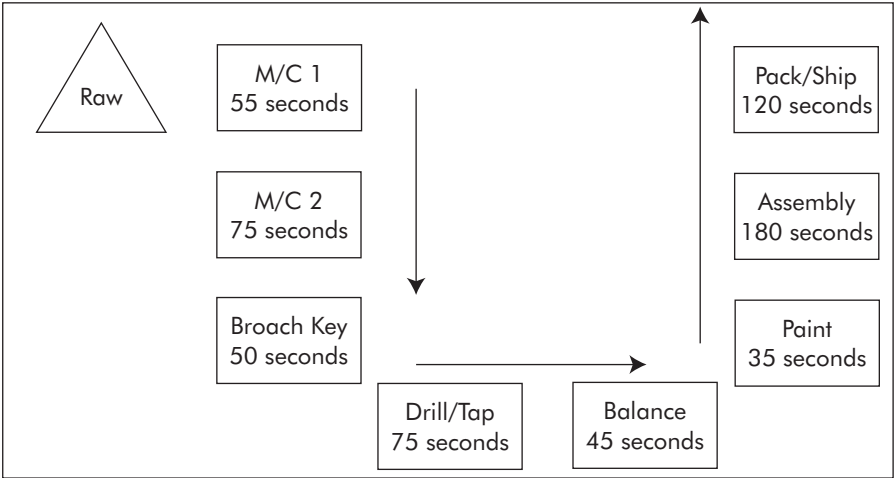 Raw
M/C 1
55 seconds
M/C 2
75 seconds
Broach Key
50 seconds
Drill/Tap
75 seconds
Balance
45 seconds
Paint
35 seconds
Assembly
180 seconds
Pack/Ship
120 seconds